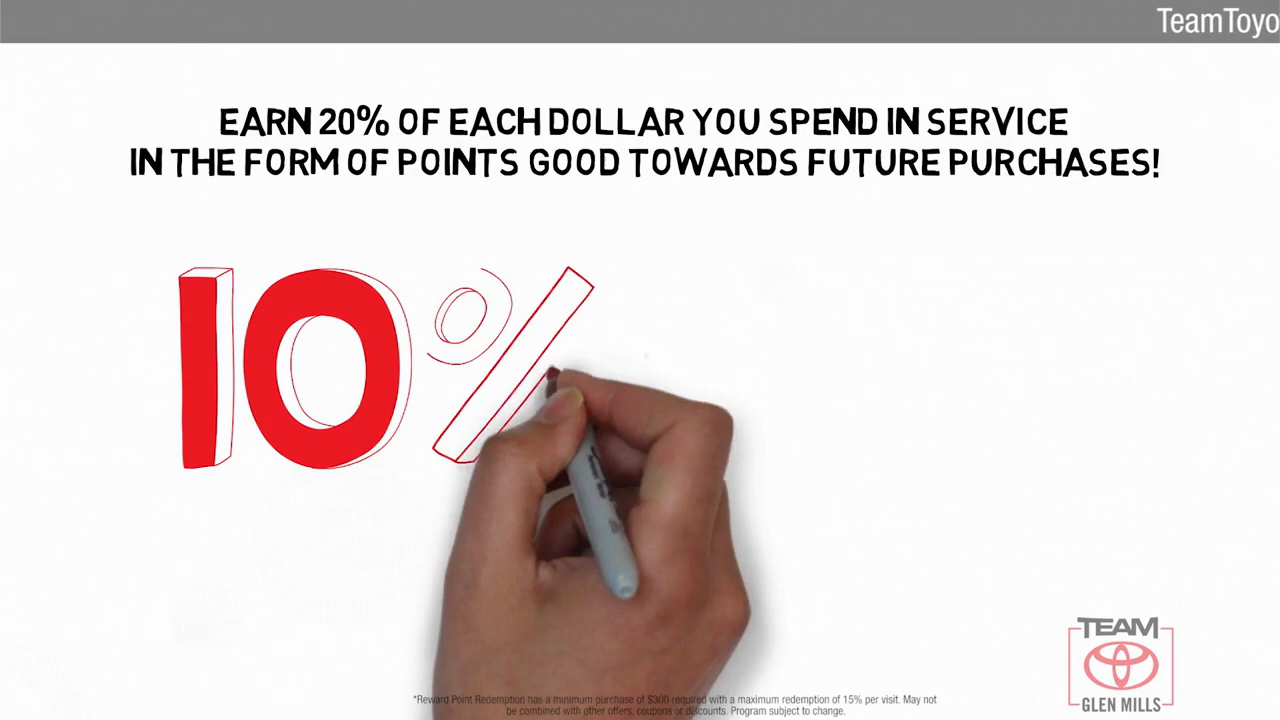 TeamToyo
EARN 20% OF EACH DOLLAR YOU SPEND IN SERVICE
IN THE FORM OF POINTS GOOD TOWARDS FUTURE PURCHASES!
10%
TEAM
GLEN MILLS
*Reward Point Redemption has a minimum purchase of $300 required with a maximum redemption of 15% per visit. May not
be combined with other offers, coupons or discounts. Program subject to change.